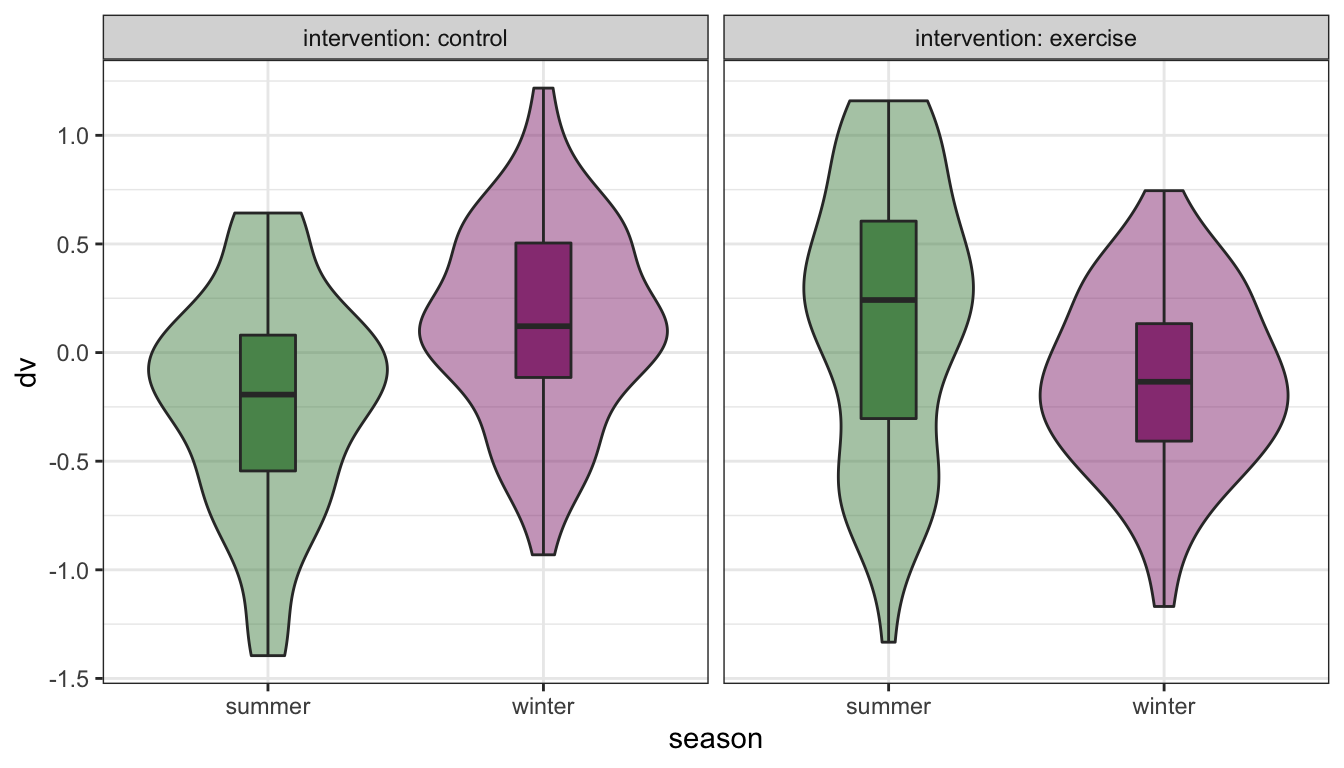 intervention: control
intervention: exercise
dv
1.0
0.5
0.0
-0.5
-1.0
-1.5
summer
winter
summer
winter
season